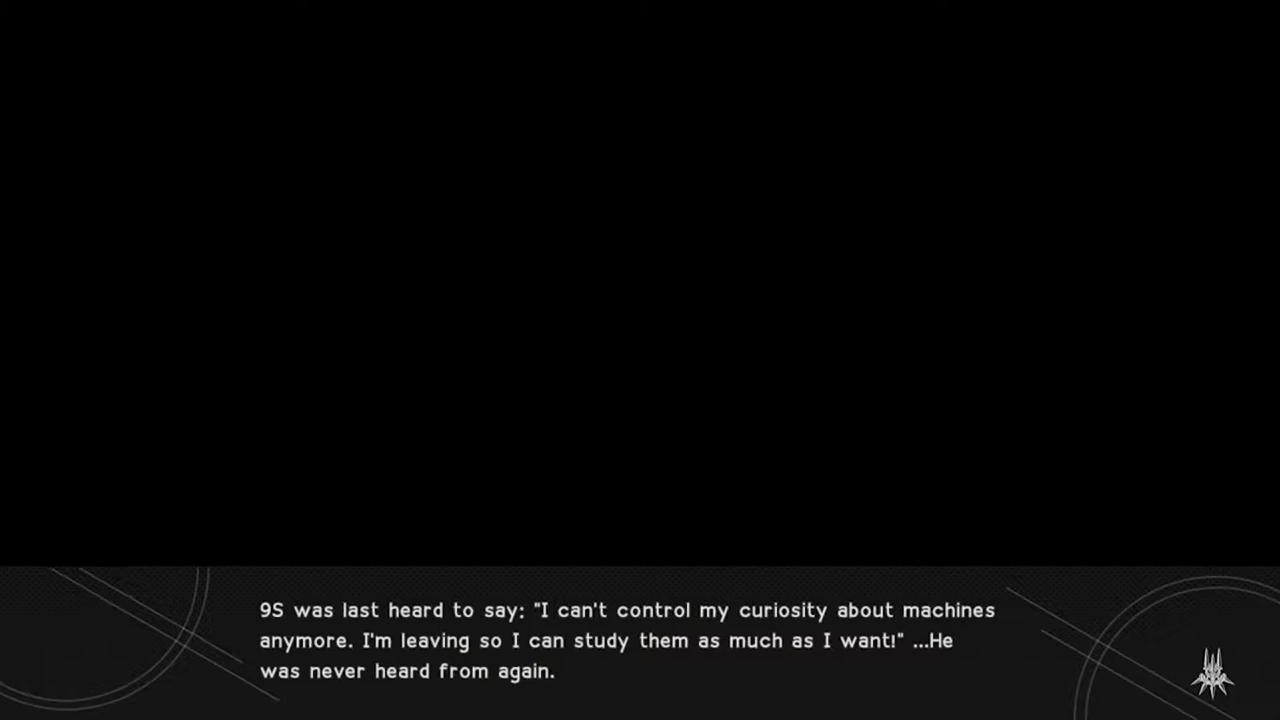 9S was last heard to say: "I can't control my curiosity about machines
anymore. I'm leaving so I can study them as much as I want!" ...He
was never heard from again.